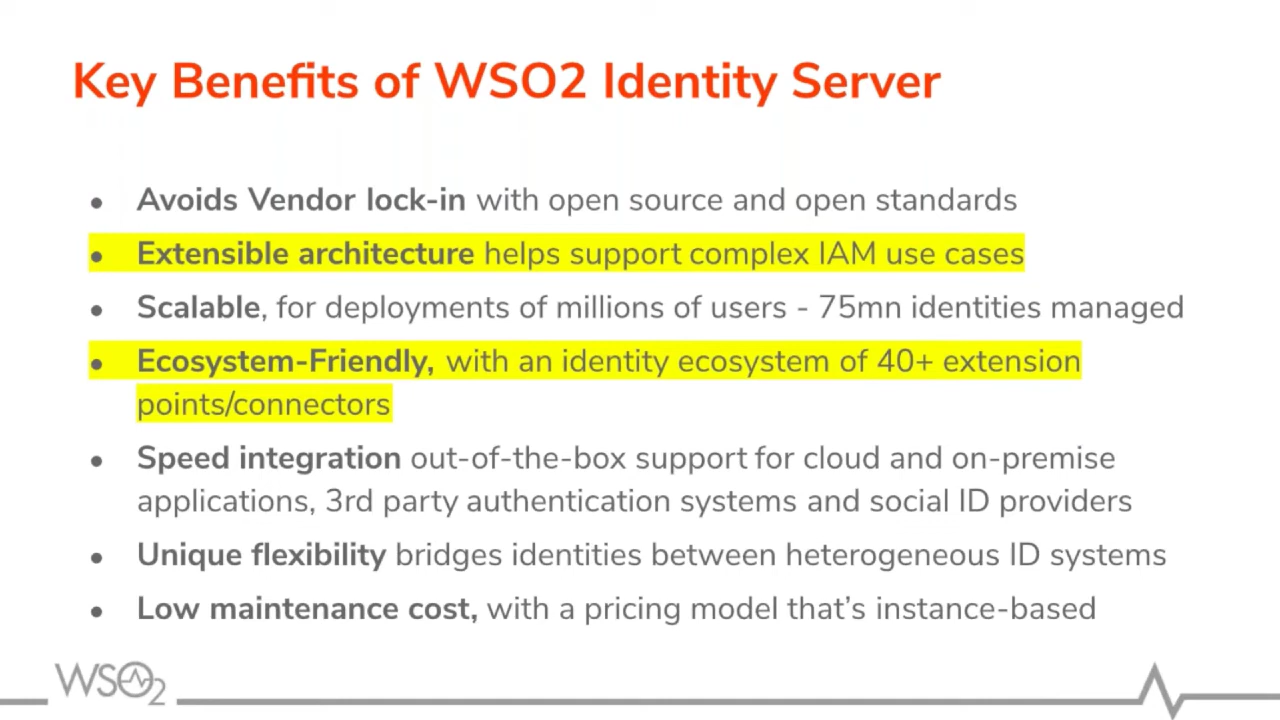 Key Benefits of WSO2 Identity Server
● Avoids Vendor lock-in with open source and open standards
● Extensible architecture helps support complex IAM use cases
● Scalable, for deployments of millions of users - 75mn identities managed
● Ecosystem-Friendly, with an identity ecosystem of 40+ extension
points/connectors
● Speed integration out-of-the-box support for cloud and on-premise
applications, 3rd party authentication systems and social ID providers
● Unique flexibility bridges identities between heterogeneous ID systems
● Low maintenance cost, with a pricing model that’s instance-based
WSO2